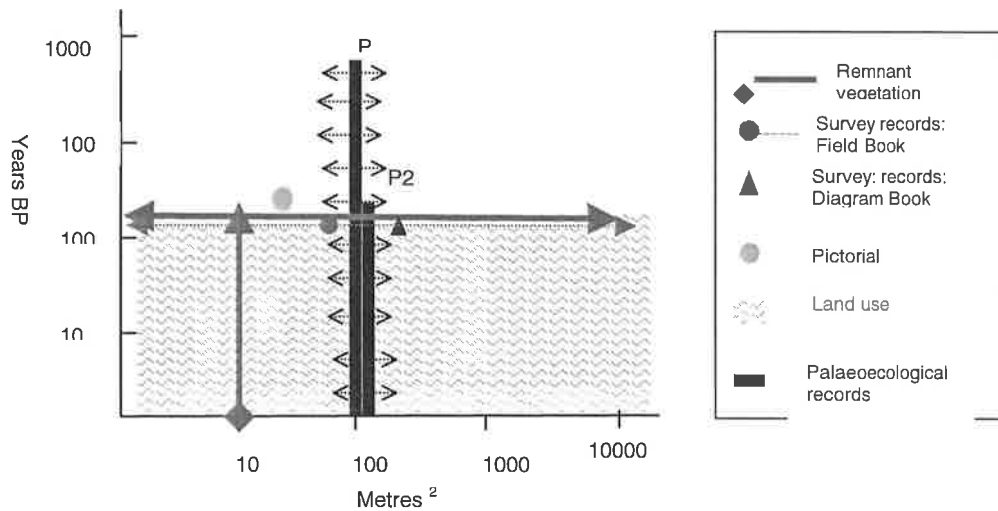 Years BP
1000
100
100
10
P
P2
10
100
1000
10000
Metres 2
Remnant
vegetation
Survey records:
Field Book
Survey: records:
Diagram Book
Pictorial
Land use
Palaeoecological
records